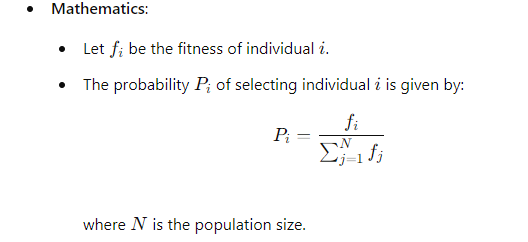 • Mathematics:
• Let $f_i$ be the fitness of individual $i$.
• The probability $P_i$ of selecting individual $i$ is given by:
$P_i = \frac{f_i}{\sum_{j=1}^{N} f_j}$
where $N$ is the population size.